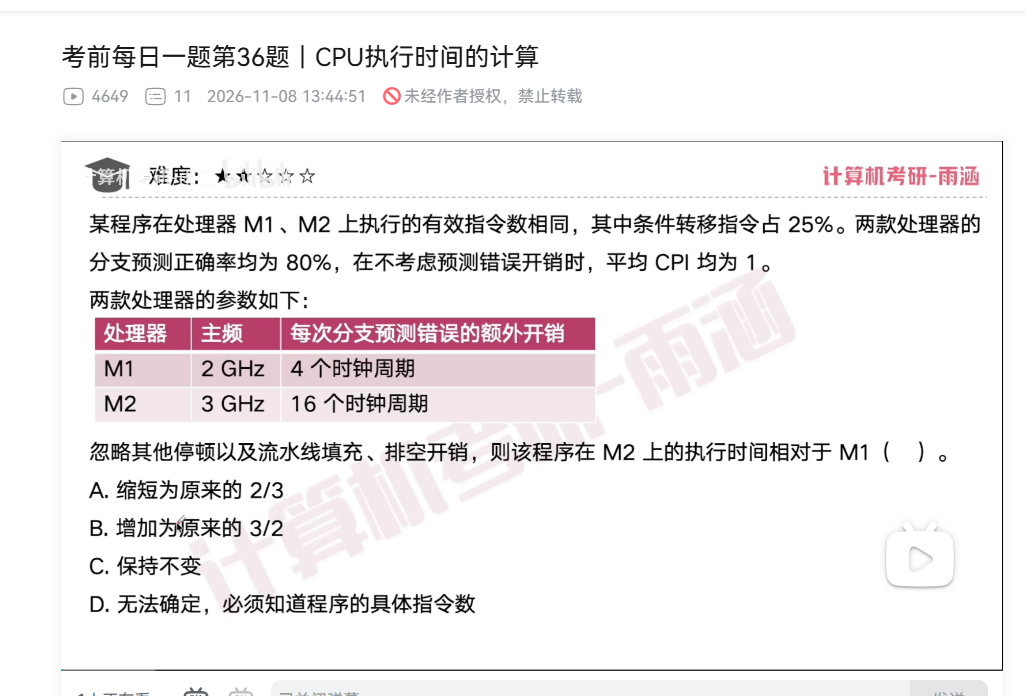 考前每日一题第36题｜CPU执行时间的计算
4649 11 2026-11-08 13:44:51 未经作者授权，禁止转载
难度：★★☆☆☆ 计算机考研-雨涵
某程序在处理器 M1、M2 上执行的有效指令数相同，其中条件转移指令占 25%。两款处理器的
分支预测正确率均为 80%，在不考虑预测错误开销时，平均 CPI 均为 1。
两款处理器的参数如下：
处理器 主频 每次分支预测错误的额外开销
M1 2 GHz 4 个时钟周期
M2 3 GHz 16 个时钟周期
忽略其他停顿以及流水线填充、排空开销，则该程序在 M2 上的执行时间相对于 M1（ ）。
A. 缩短为原来的 2/3
B. 增加为原来的 3/2
C. 保持不变
D. 无法确定，必须知道程序的具体指令数
计算机考研-雨涵